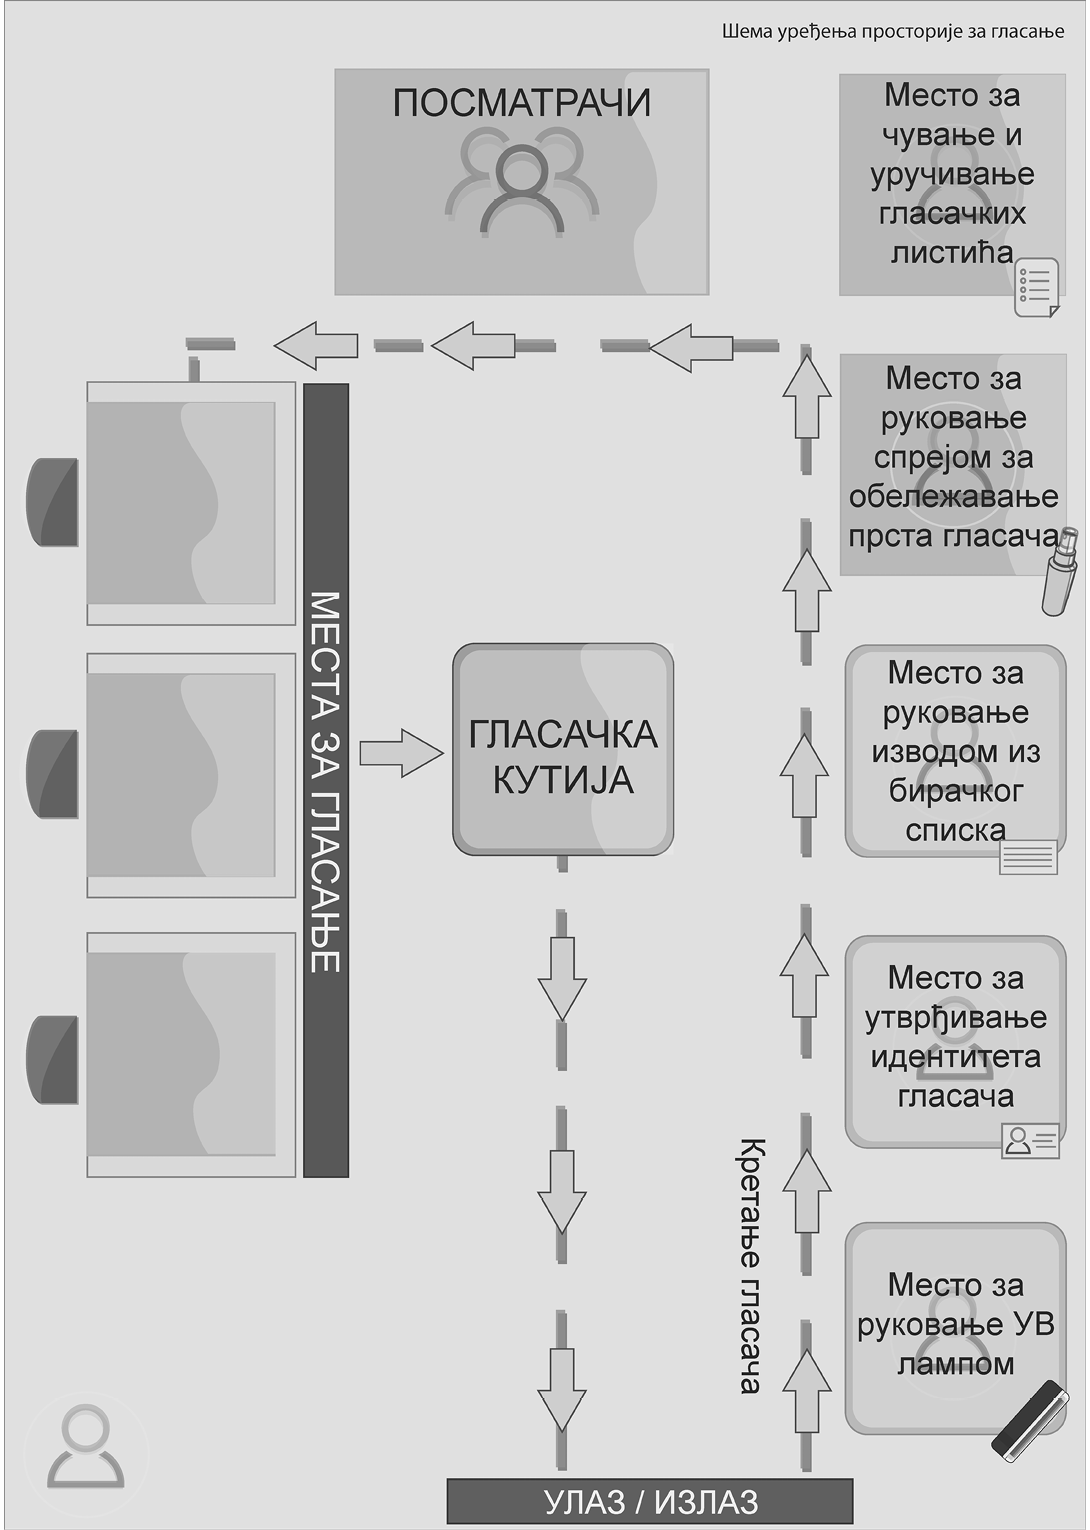 Шема уређења просторије за гласање
ПОСМАТРАЧИ
Место за
чување и
уручивање
гласачких
листића
Место за
руковање
спрејом за
обележавање
прста гласача
МЕСТА ЗА ГЛАСАЊЕ
ГЛАСАЧКА
КУТИЈА
Место за
руковање
изводом из
бирачког
списка
Место за
утврђивање
идентитета
гласача
Кретање гласача
Место за
руковање УВ
лампом
УЛАЗ / ИЗЛАЗ